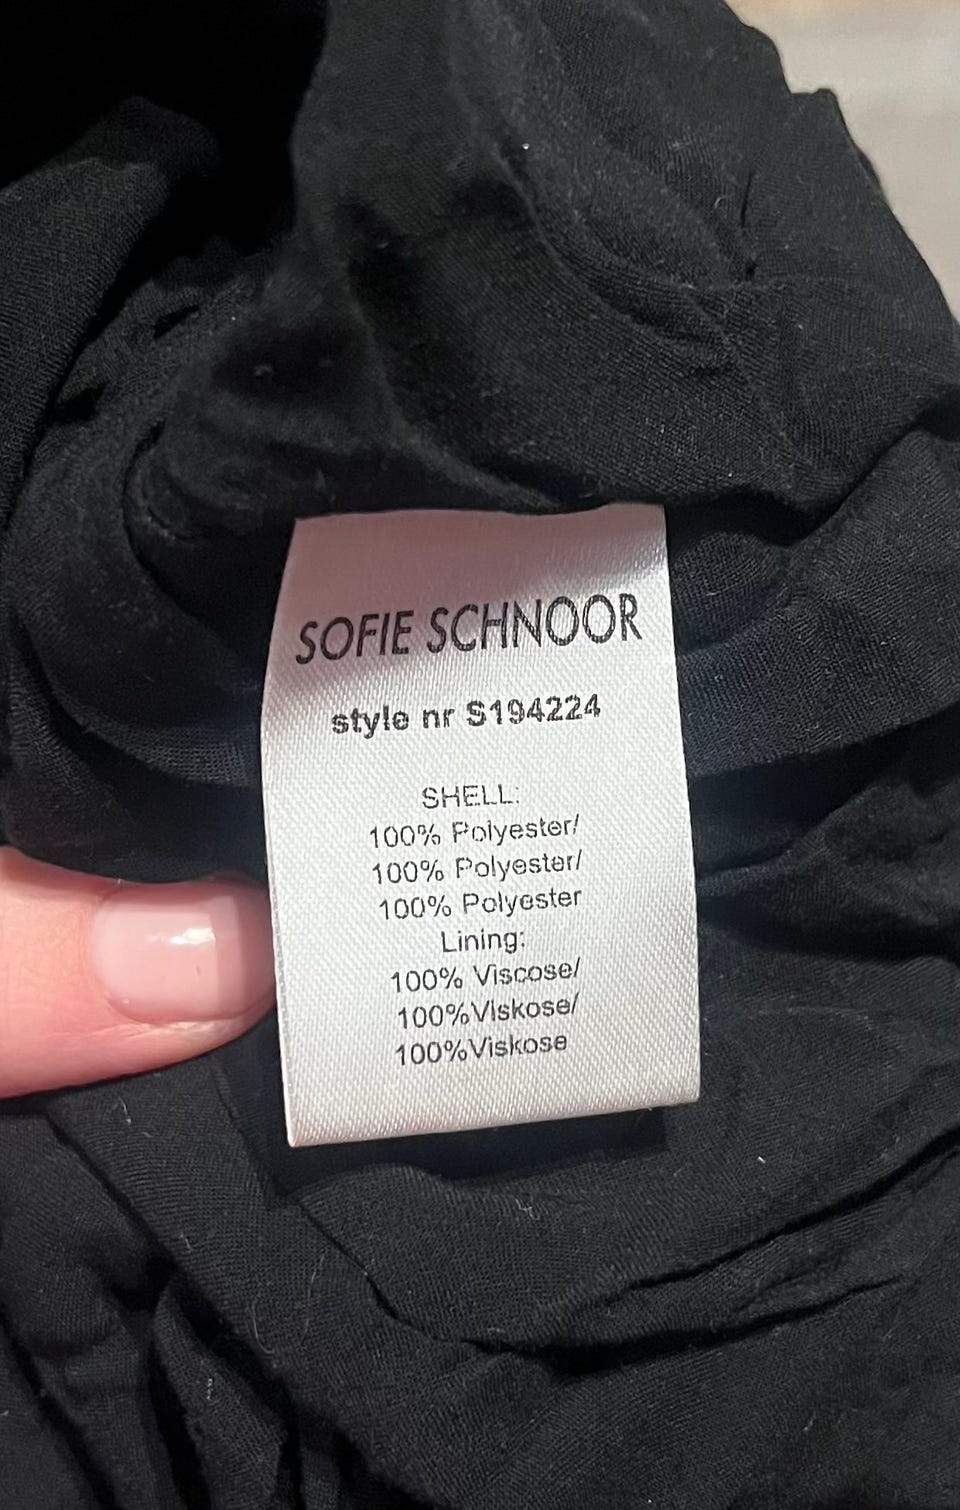 SOFIE SCHNOOR
style nr S194224
SHELL:
100% Polyester/
100% Polyester/
100% Polyester
Lining:
100% Viscose/
100%Viskose/
100%Viskose